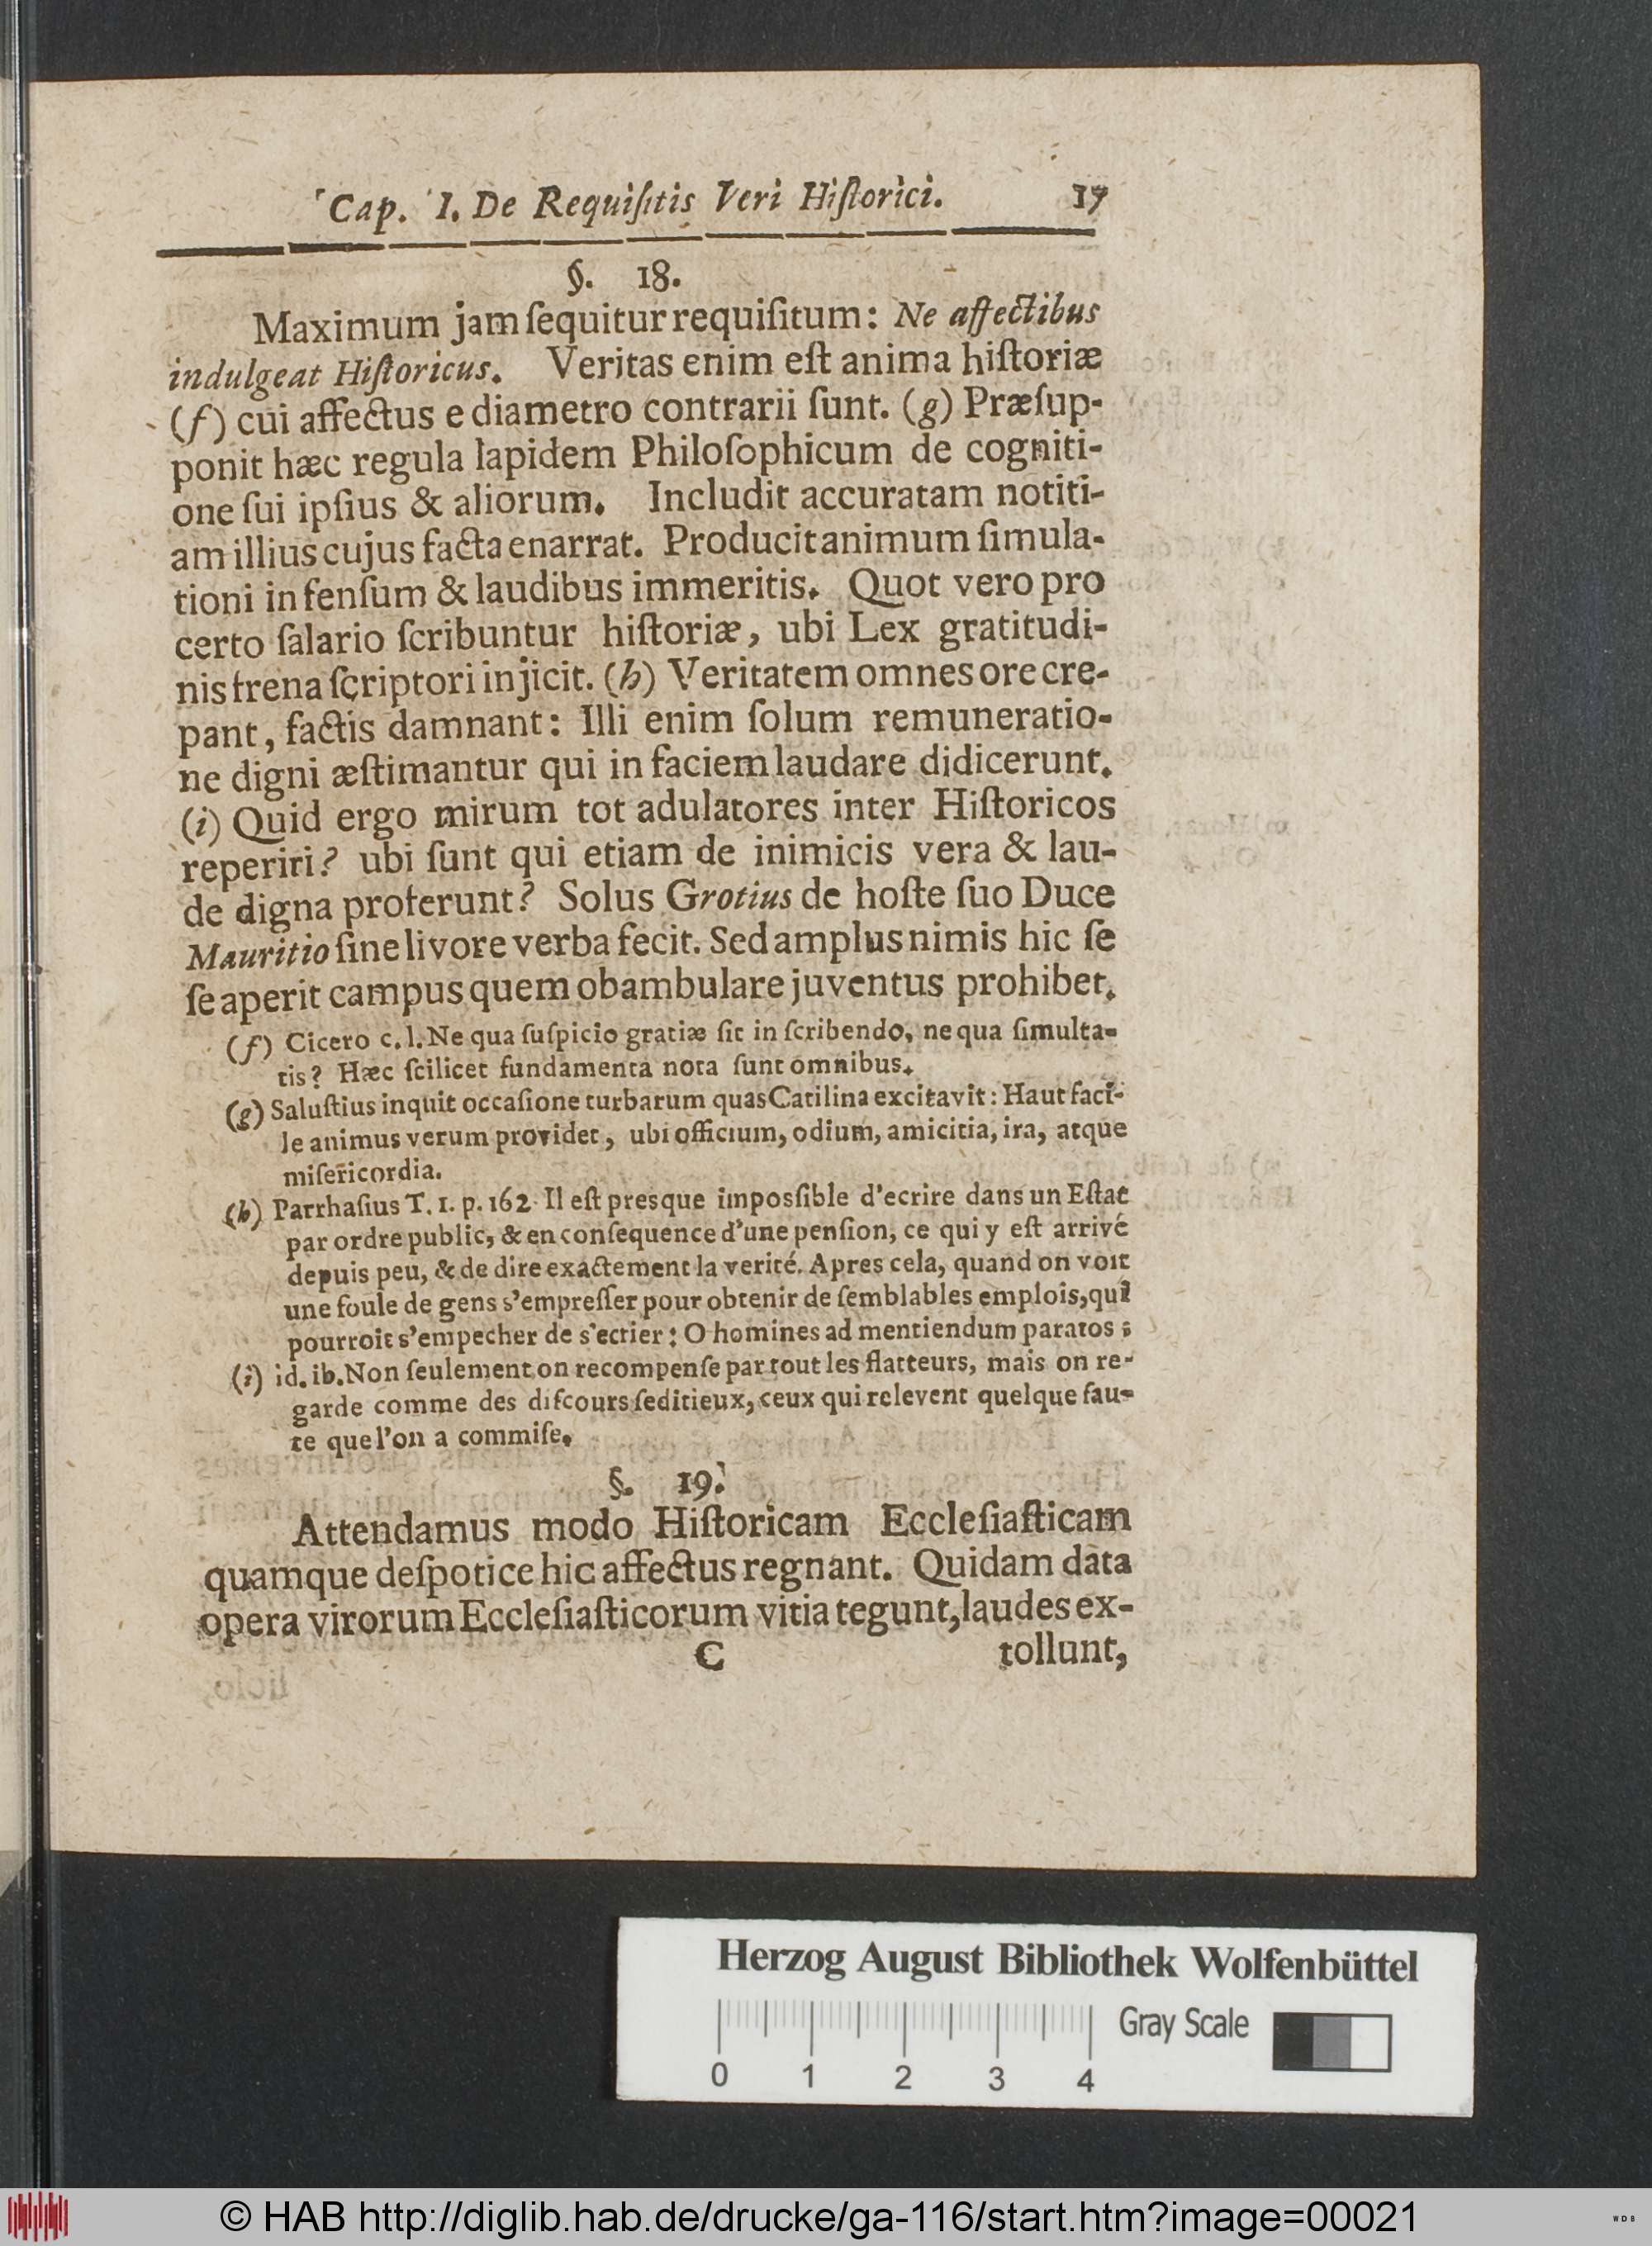 Cap. I. De Requiſitis Veri Hiſtorici. 17
§. 18.
Maximum jam ſequitur requiſitum: Ne affectibus
indulgeat Hiſtoricus. Veritas enim eſt anima hiſtoriæ
(f) cui affectus e diametro contrarii ſunt. (g) Præſup-
ponit hæc regula lapidem Philoſophicum de cogniti-
one ſui ipſius & aliorum. Includit accuratam notiti-
am illius cujus facta enarrat. Producit animum ſimula-
tioni infenſum & laudibus immeritis. Quot vero pro
certo ſalario ſcribuntur hiſtoriæ, ubi Lex gratitudi-
nis frena ſcriptori injicit. (h) Veritatem omnes ore cre-
pant, factis damnant: Illi enim ſolum remuneratio-
ne digni æſtimantur qui in faciem laudare didicerunt.
(i) Quid ergo mirum tot adulatores inter Hiſtoricos
reperiri? ubi ſunt qui etiam de inimicis vera & lau-
de digna proferunt? Solus Grotius de hoſte ſuo Duce
Mauritio ſine livore verba fecit. Sed amplus nimis hic ſe
ſe aperit campus quem obambulare juventus prohibet.
(f) Cicero c. l. Ne qua ſuſpicio gratiæ ſit in ſcribendo, ne qua ſimulta-
tis? Hæc ſcilicet fundamenta nota ſunt omnibus.
(g) Saluſtius inquit occaſione turbarum quas Catilina excitavit: Haut faci-
le animus verum providet, ubi officium, odium, amicitia, ira, atque
miſericordia.
(h) Parrhaſius T. 1. p. 162 Il eſt presque imposſible d'ecrire dans un Eſtat
par ordre public, & en conſequence d'une penſion, ce qui y eſt arrivé
depuis peu, & de dire exactement la verité. Apres cela, quand on voit
une foule de gens s'empreſſer pour obtenir de ſemblables emplois, qui
pourroit s'empecher de s'ecrier: O homines ad mentiendum paratos;
(i) id. ib. Non ſeulement on recompenſe par tout les flatteurs, mais on re-
garde comme des diſcours ſeditieux, ceux qui relevent quelque fau-
te que l'on a commiſe.
§. 19.
Attendamus modo Hiſtoricam Eccleſiaſticam
quamque deſpotice hic affectus regnant. Quidam data
opera virorum Eccleſiaſticorum vitia tegunt, laudes ex-
C tollunt,
Herzog August Bibliothek Wolfenbüttel
Gray Scale
0 1 2 3 4
© HAB http://diglib.hab.de/drucke/ga-116/start.htm?image=00021
WDB